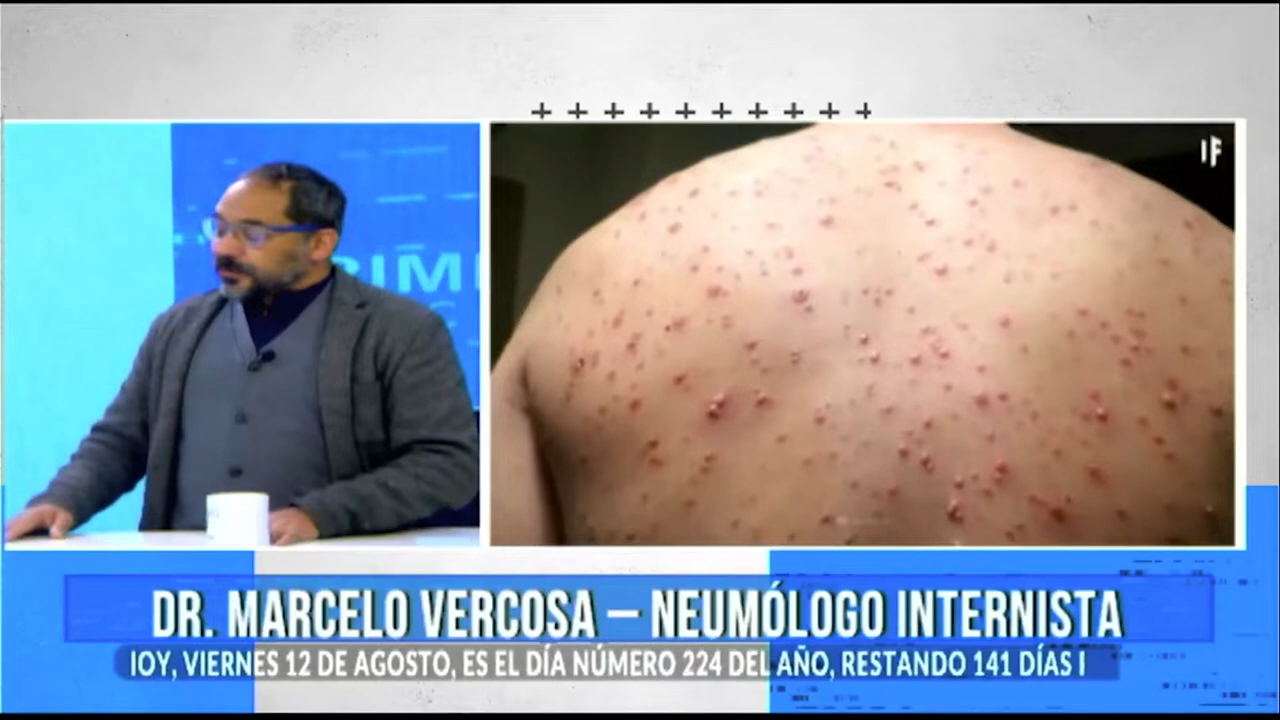 IF
RIM
C
DR. MARCELO VERCOSA – NEUMÓLOGO INTERNISTA
IOY, VIERNES 12 DE AGOSTO, ES EL DÍA NÚMERO 224 DEL AÑO, RESTANDO 141 DÍAS